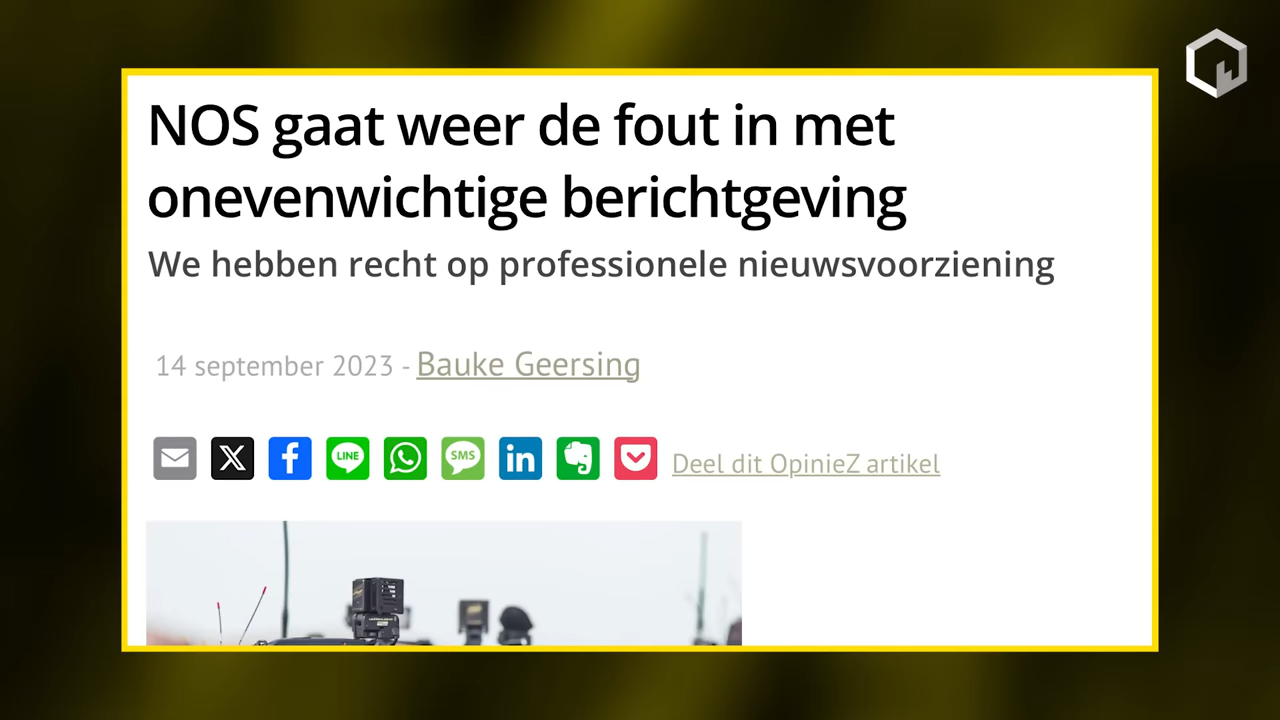 NOS gaat weer de fout in met
onevenwichtige berichtgeving
We hebben recht op professionele nieuwsvoorziening
14 september 2023 - Bauke Geersing
LINE
SMS
in
Deel dit OpinieZ artikel